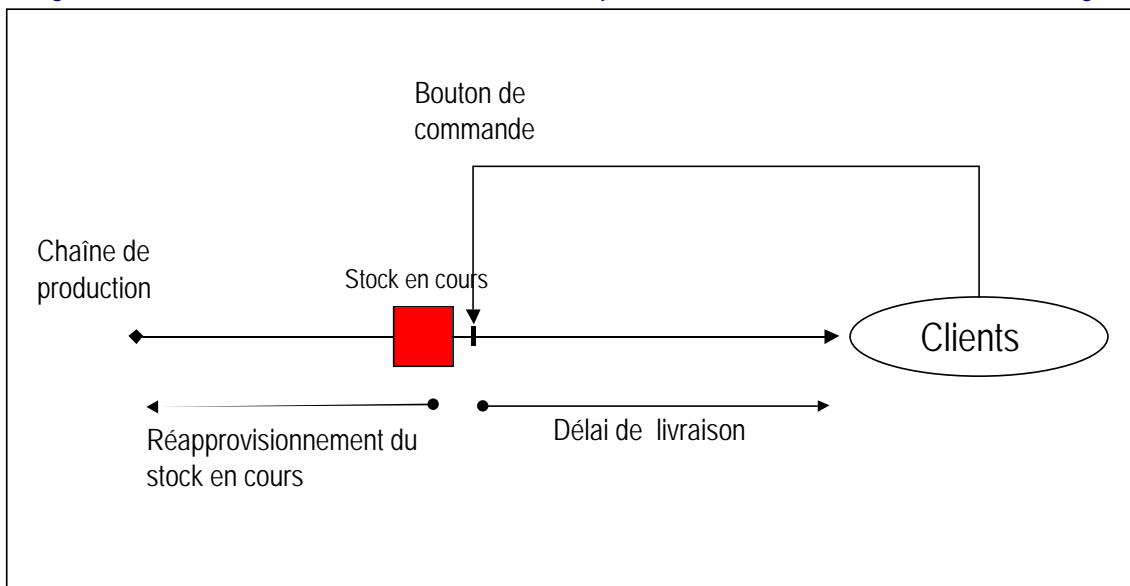 Bouton de
commande
Chaîne de
production
Stock en cours
Clients
Réapprovisionnement du
stock en cours
Délai de livraison